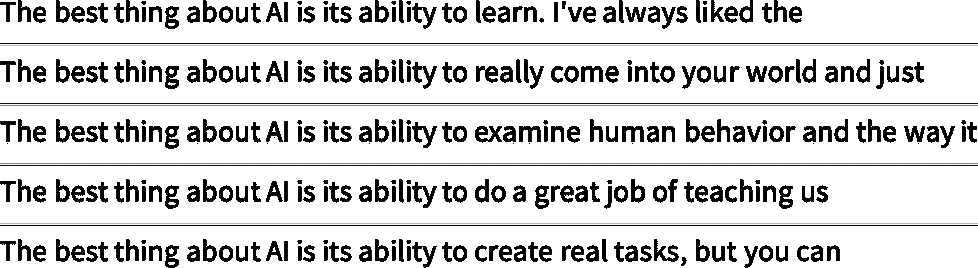 The best thing about AI is its ability to learn. I've always liked the
The best thing about AI is its ability to really come into your world and just
The best thing about AI is its ability to examine human behavior and the way it
The best thing about AI is its ability to do a great job of teaching us
The best thing about AI is its ability to create real tasks, but you can